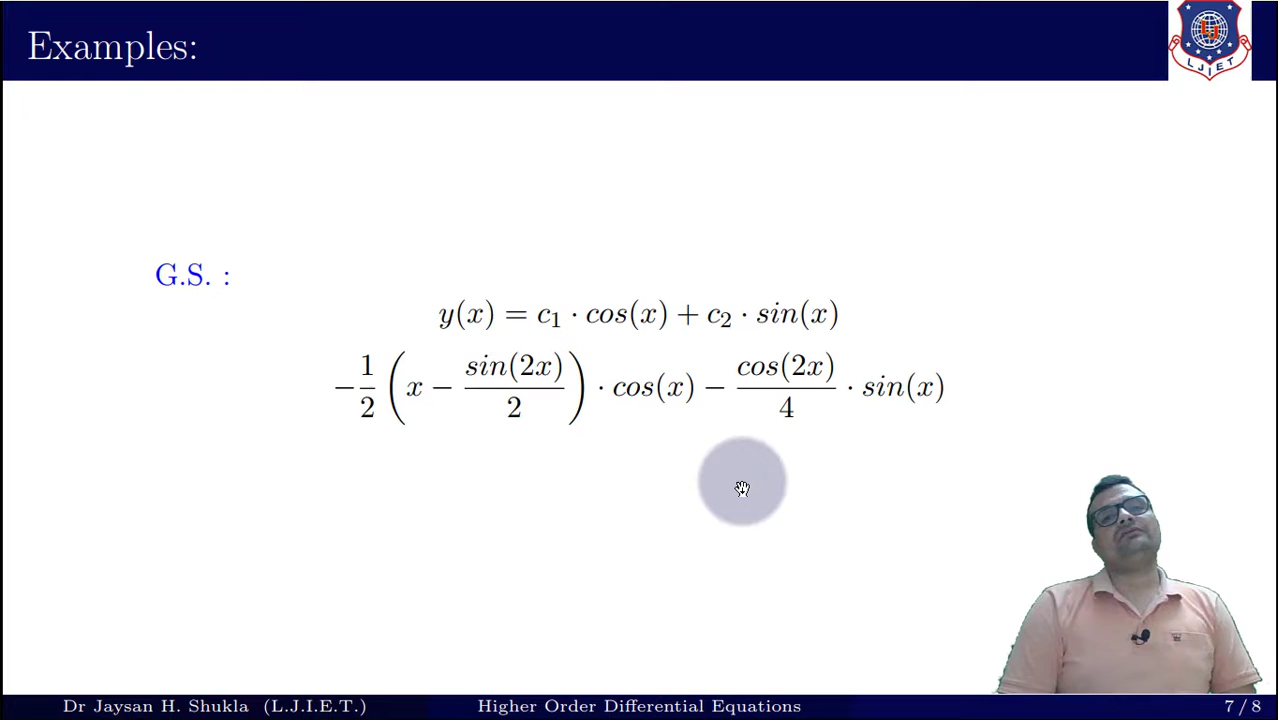 Examples:
LJIET
G.S. :
y(x) = c₁ · cos(x) + c₂ · sin(x)
−1/2 (x − sin(2x)/2) · cos(x) − cos(2x)/4 · sin(x)
Dr Jaysan H. Shukla (L.J.I.E.T.) Higher Order Differential Equations 7 / 8